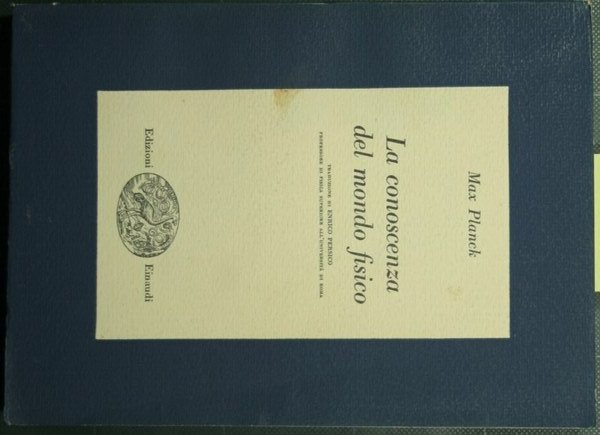 Max Planck
La conoscenza
del mondo fisico
TRADUZIONE DI ENRICO PERSICO
PROFESSORE DI FISICA SUPERIORE ALL'UNIVERSITÀ DI ROMA
Edizioni Einaudi